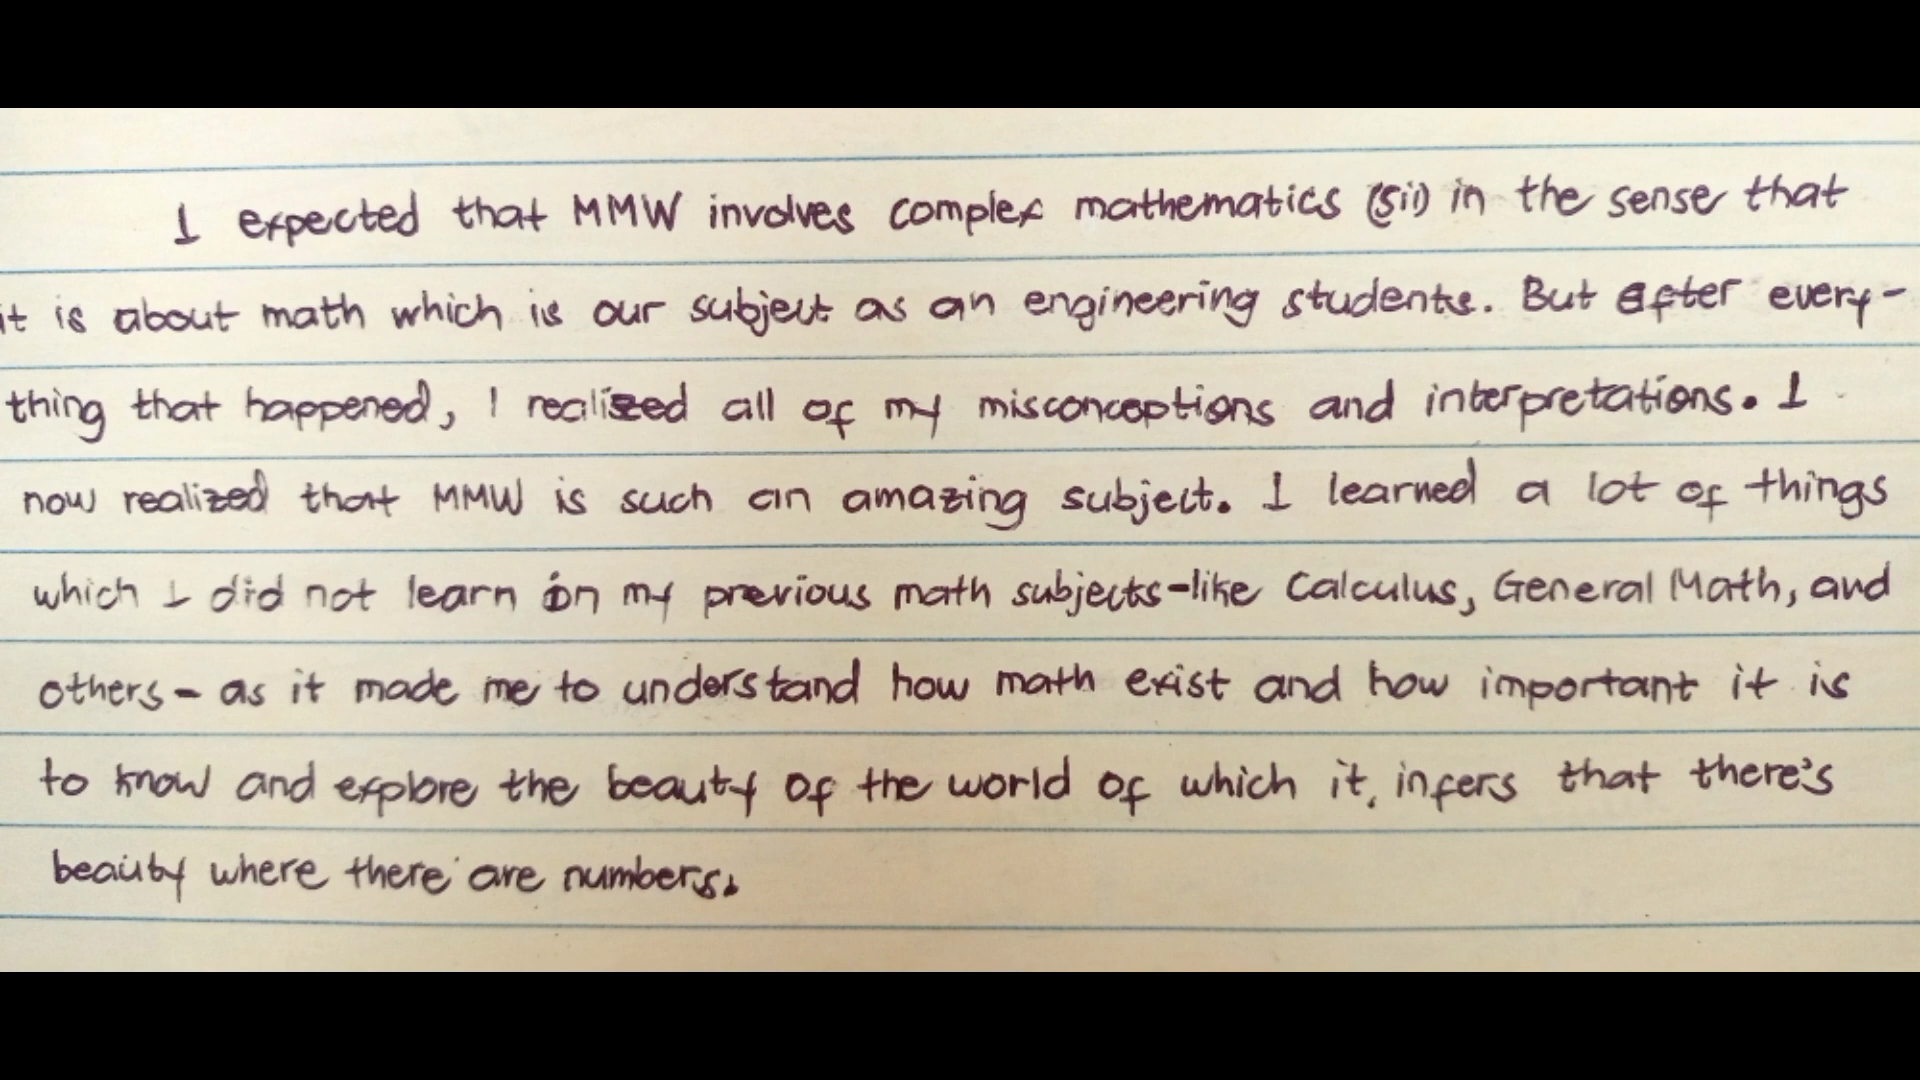 I expected that MMW involves complex mathematics in the sense that
it is about math which is our subject as an engineering students. But after every-
thing that happened, I realized all of my misconceptions and interpretations. I
now realized that MMW is such an amazing subject. I learned a lot of things
which I did not learn in my previous math subjects-like Calculus, General Math, and
others- as it made me to understand how math exist and how important it is
to know and explore the beauty of the world of which it, infers that there's
beauty where there are numbers.